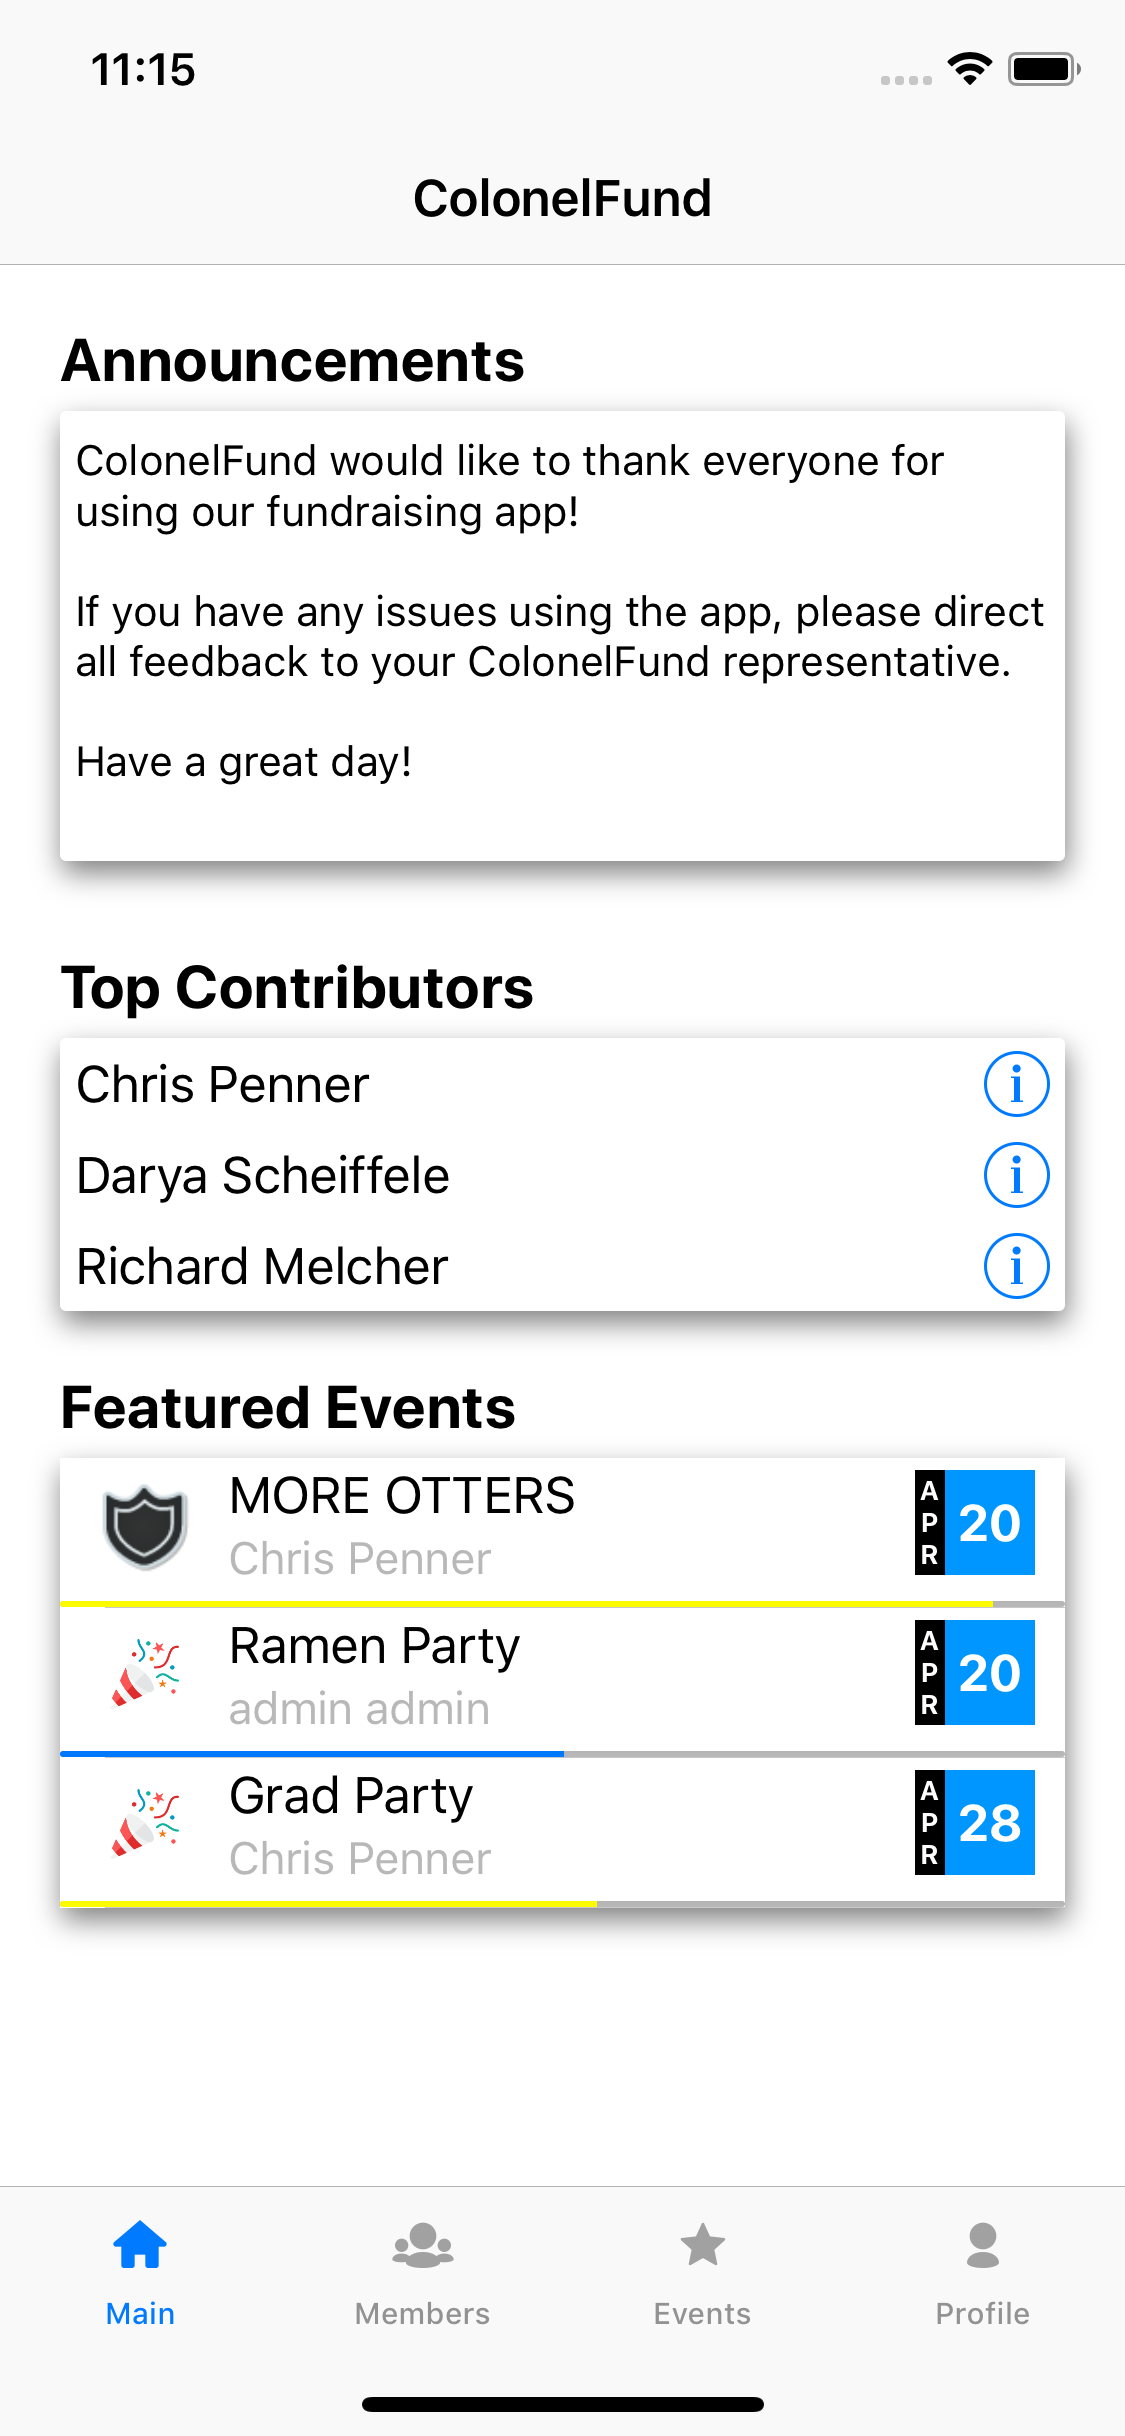 11:15
ColonelFund
Announcements
ColonelFund would like to thank everyone for
using our fundraising app!
If you have any issues using the app, please direct
all feedback to your ColonelFund representative.
Have a great day!
Top Contributors
Chris Penner
Darya Scheiffele
Richard Melcher
Featured Events
MORE OTTERS
Chris Penner
APR 20
Ramen Party
admin admin
APR 20
Grad Party
Chris Penner
APR 28
Main Members Events Profile